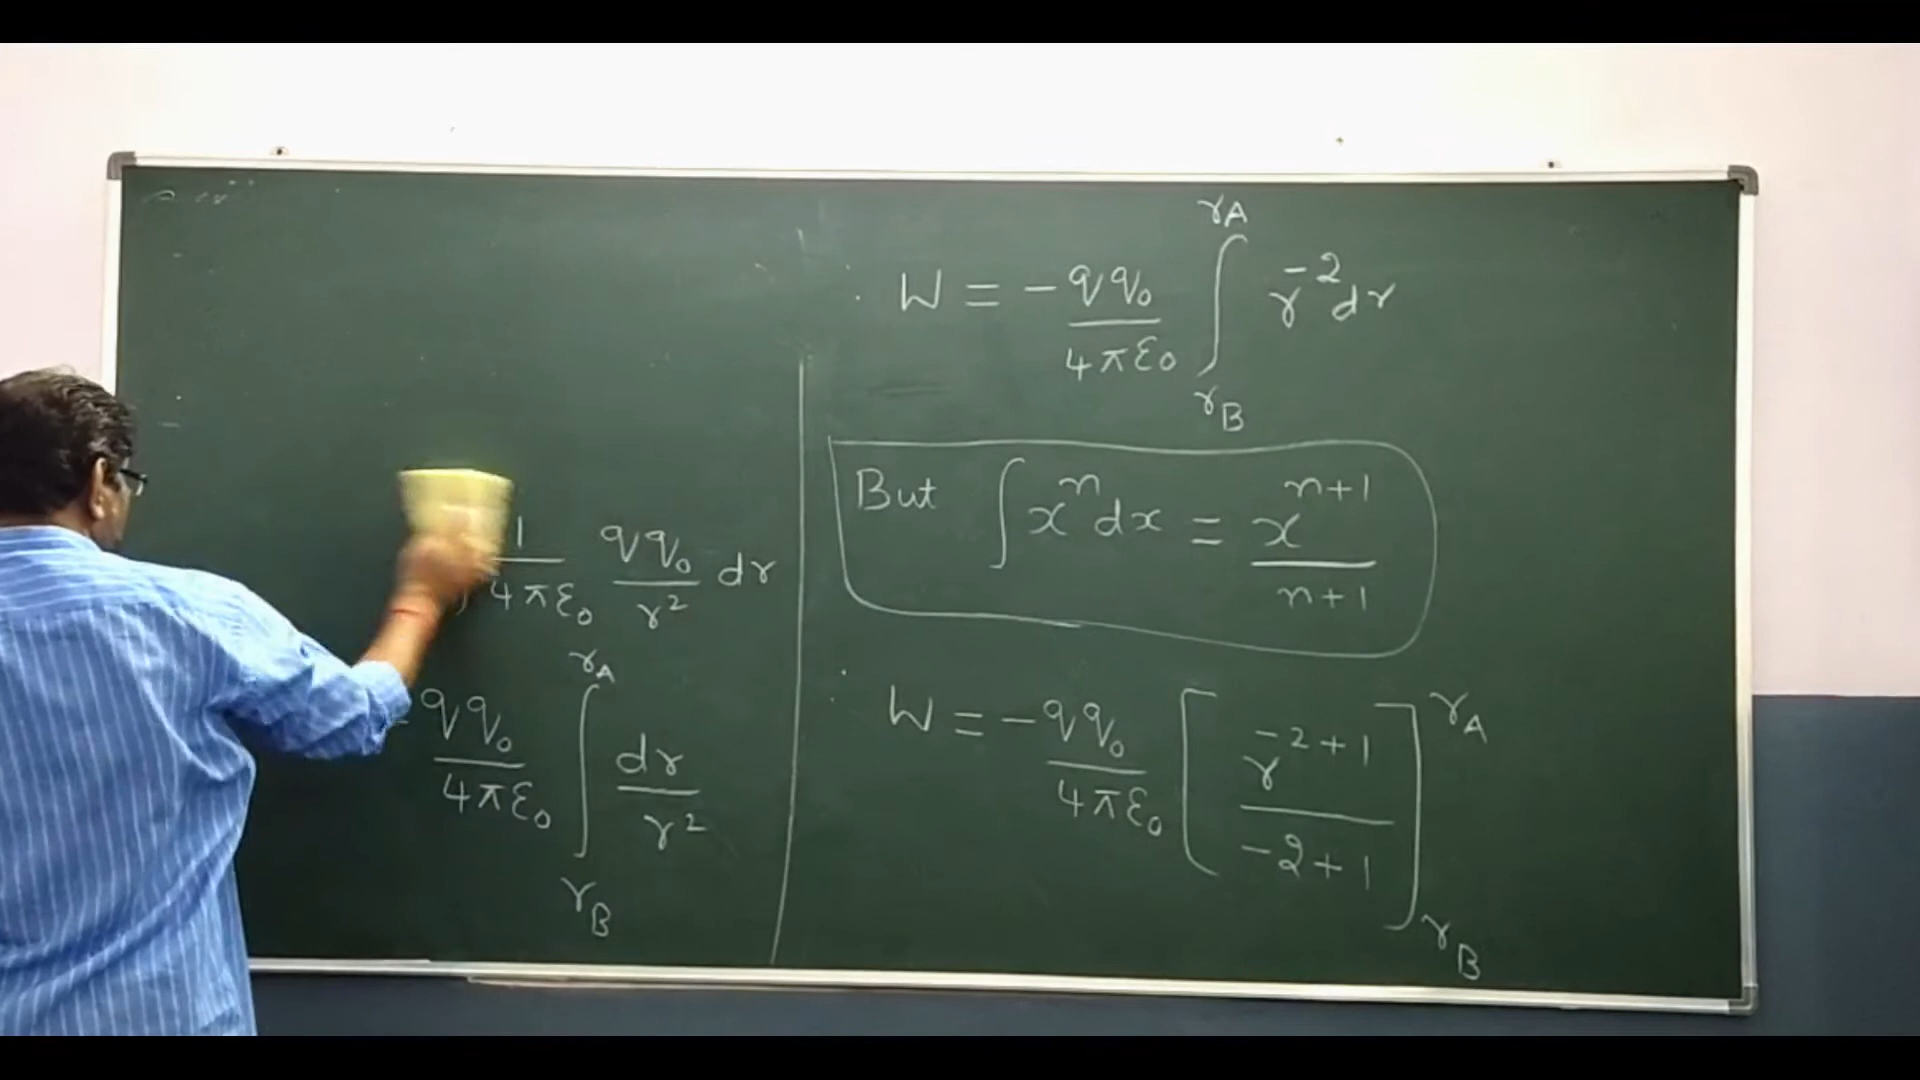 1/4πε₀ qq₀/r² dr
- qq₀/4πε₀ ∫_{r_B}^{r_A} dr/r²
∴ W = - qq₀/4πε₀ ∫_{r_B}^{r_A} r⁻² dr
But ∫ xⁿ dx = xⁿ⁺¹/n+1
∴ W = - qq₀/4πε₀ [r⁻²⁺¹/-2+1]_{r_B}^{r_A}